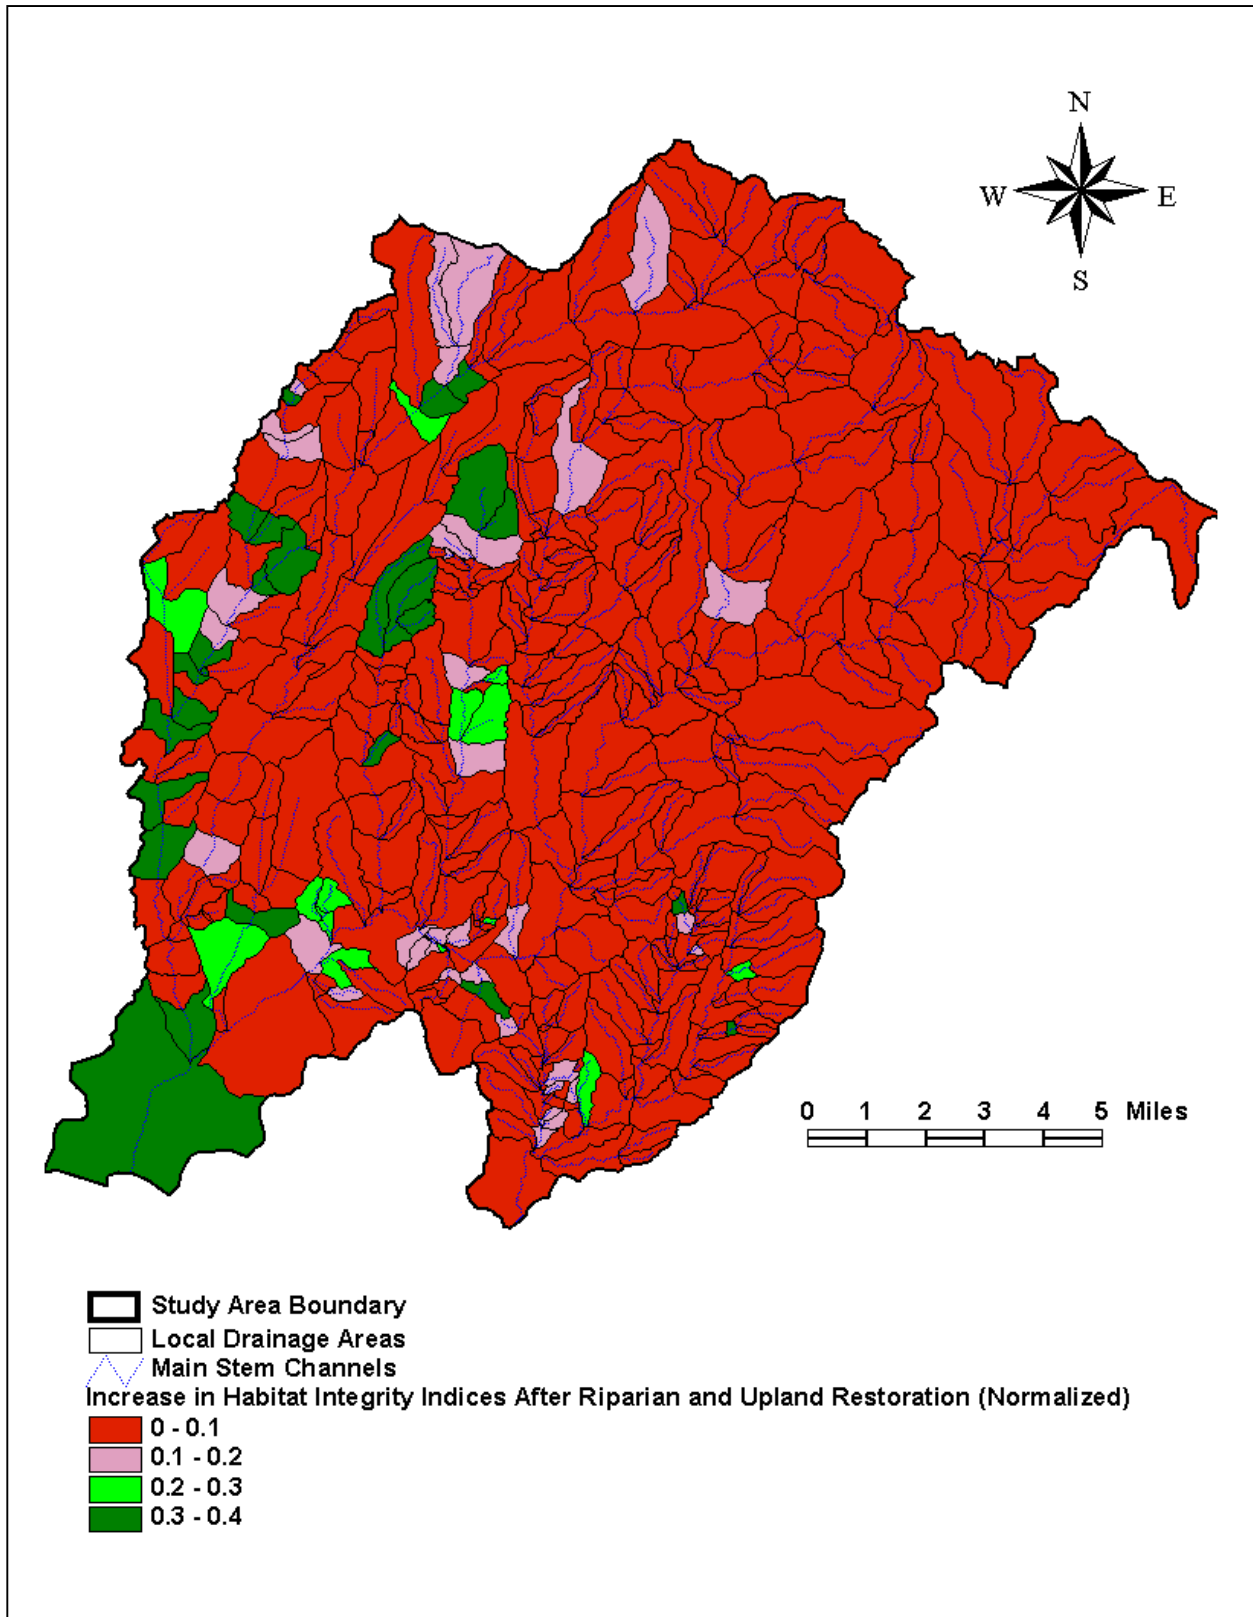 N
W E
S
0 1 2 3 4 5 Miles
Study Area Boundary
Local Drainage Areas
Main Stem Channels
Increase in Habitat Integrity Indices After Riparian and Upland Restoration (Normalized)
0 - 0.1
0.1 - 0.2
0.2 - 0.3
0.3 - 0.4